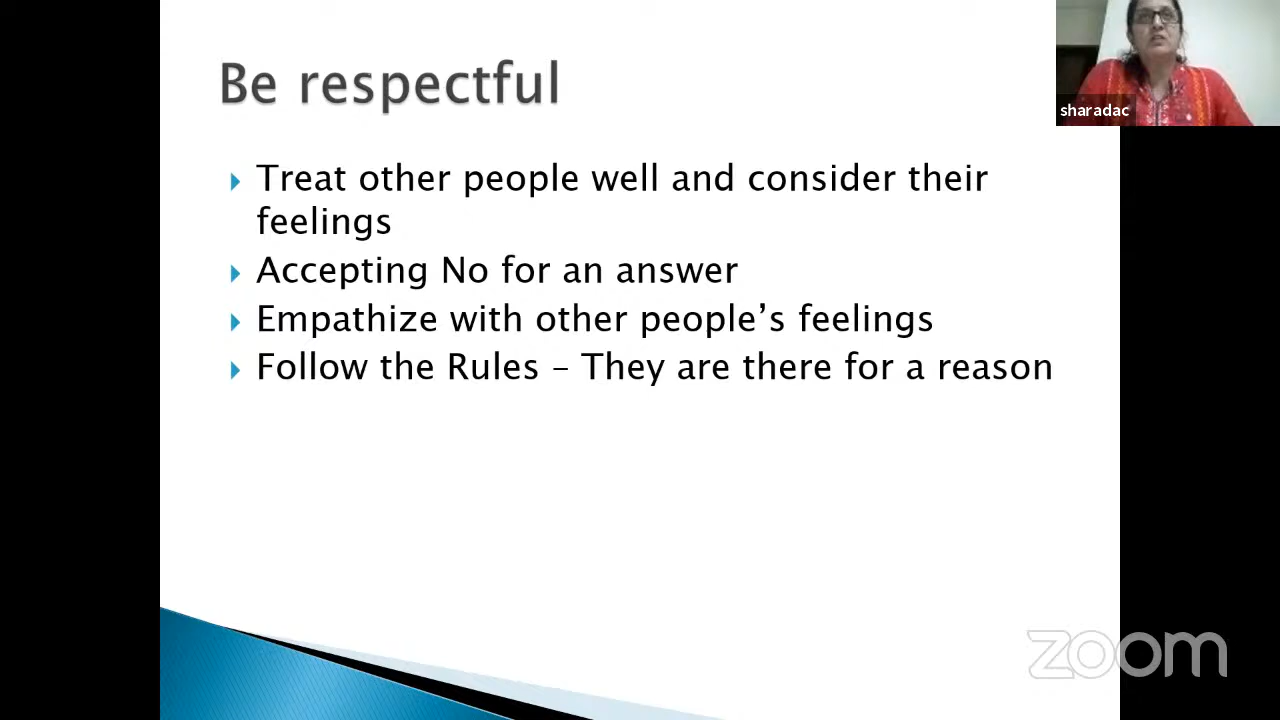 Be respectful
sharadac
Treat other people well and consider their
feelings
Accepting No for an answer
Empathize with other people’s feelings
Follow the Rules – They are there for a reason
zoom